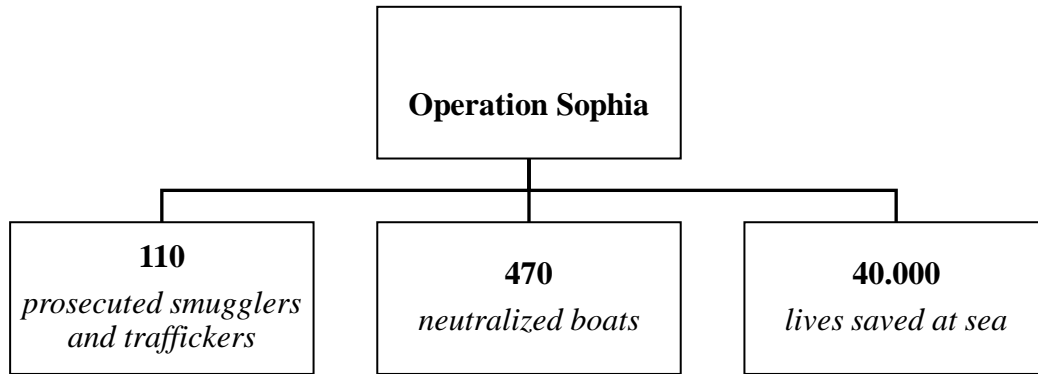 Operation Sophia
110
prosecuted smugglers
and traffickers
470
neutralized boats
40.000
lives saved at sea